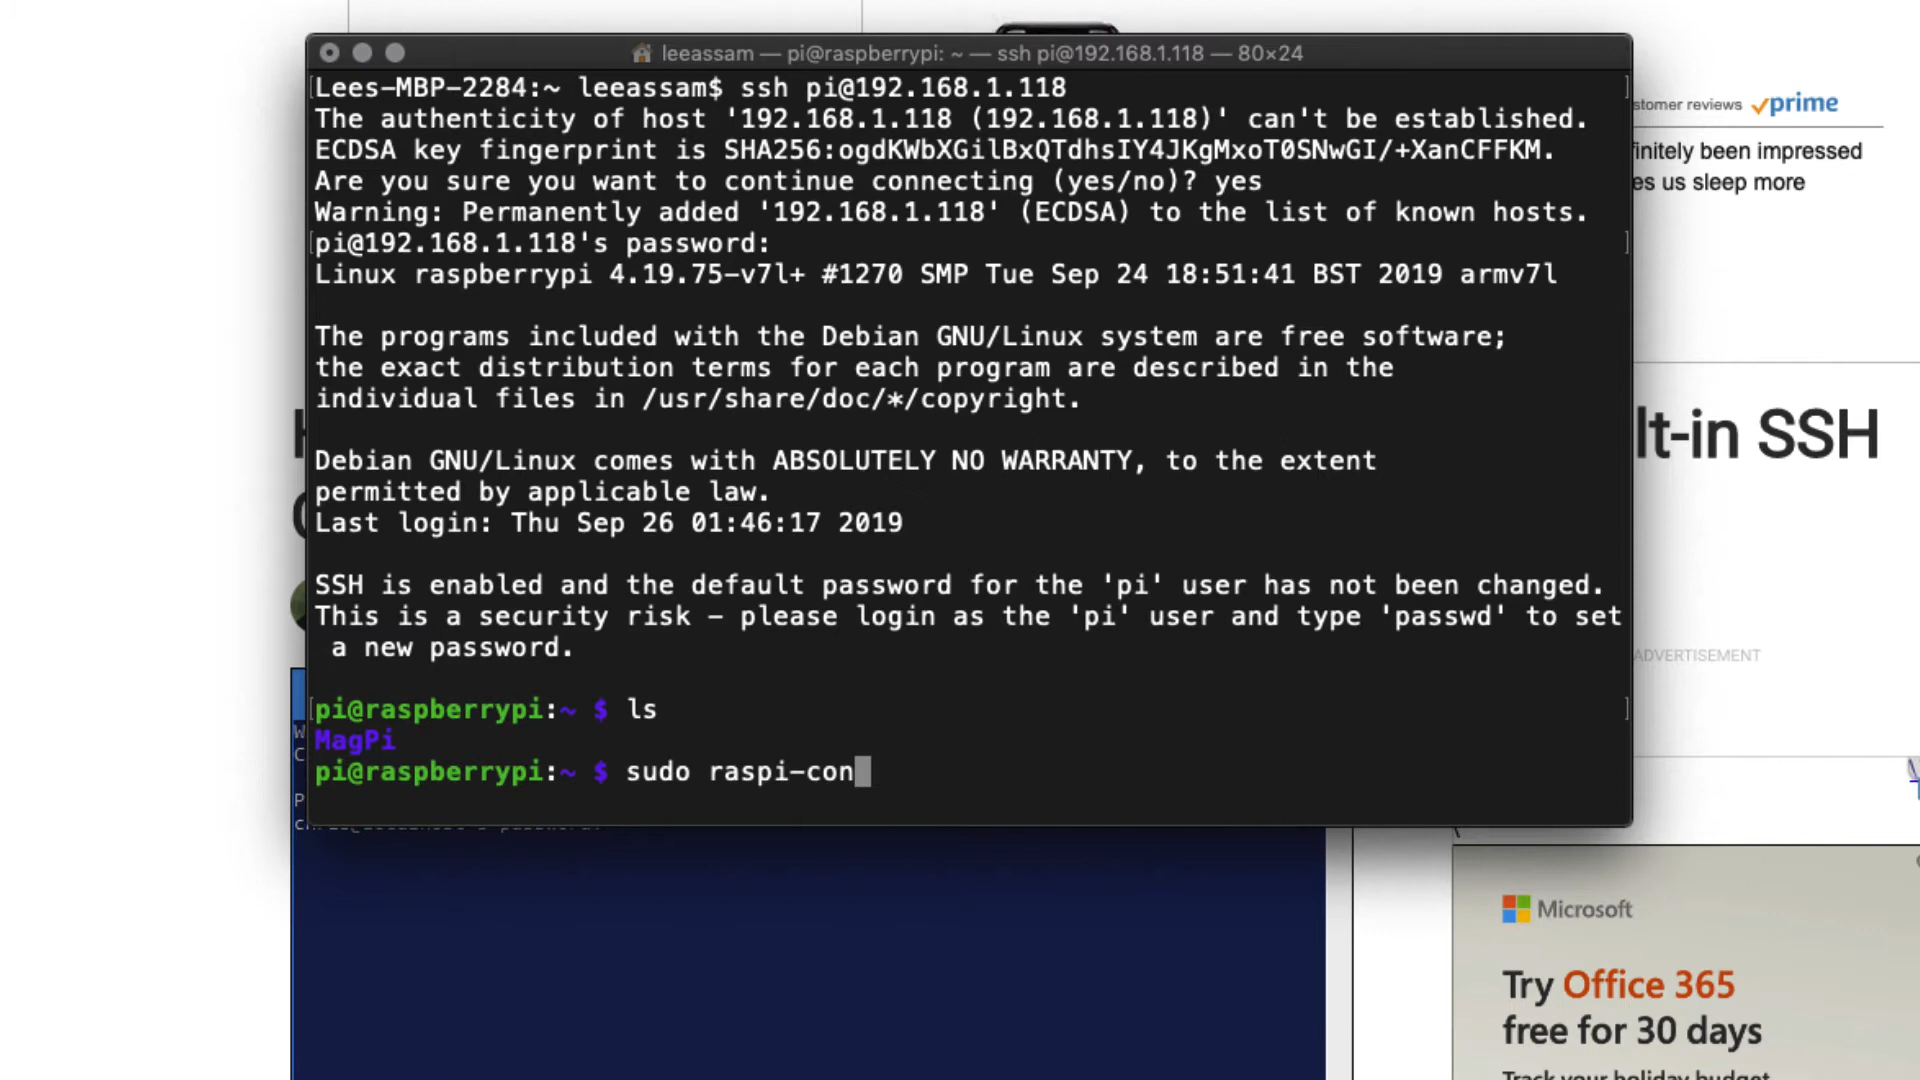 leeassam — pi@raspberrypi: ~ — ssh pi@192.168.1.118 — 80×24
Lees-MBP-2284:~ leeassam$ ssh pi@192.168.1.118
The authenticity of host '192.168.1.118 (192.168.1.118)' can't be established.
ECDSA key fingerprint is SHA256:ogdKWbXGilBxQTdhsIY4JKgMxoT0SNwGI/+XanCFFKM.
Are you sure you want to continue connecting (yes/no)? yes
Warning: Permanently added '192.168.1.118' (ECDSA) to the list of known hosts.
pi@192.168.1.118's password:
Linux raspberrypi 4.19.75-v7l+ #1270 SMP Tue Sep 24 18:51:41 BST 2019 armv7l
The programs included with the Debian GNU/Linux system are free software;
the exact distribution terms for each program are described in the
individual files in /usr/share/doc/*/copyright.
Debian GNU/Linux comes with ABSOLUTELY NO WARRANTY, to the extent
permitted by applicable law.
Last login: Thu Sep 26 01:46:17 2019
SSH is enabled and the default password for the 'pi' user has not been changed.
This is a security risk – please login as the 'pi' user and type 'passwd' to set
a new password.
pi@raspberrypi:~ $ ls
MagPi
pi@raspberrypi:~ $ sudo raspi-con
stomer reviews prime
finitely been impressed
es us sleep more
lt-in SSH
ADVERTISEMENT
Microsoft
Try Office 365
free for 30 days
Track your holiday budget